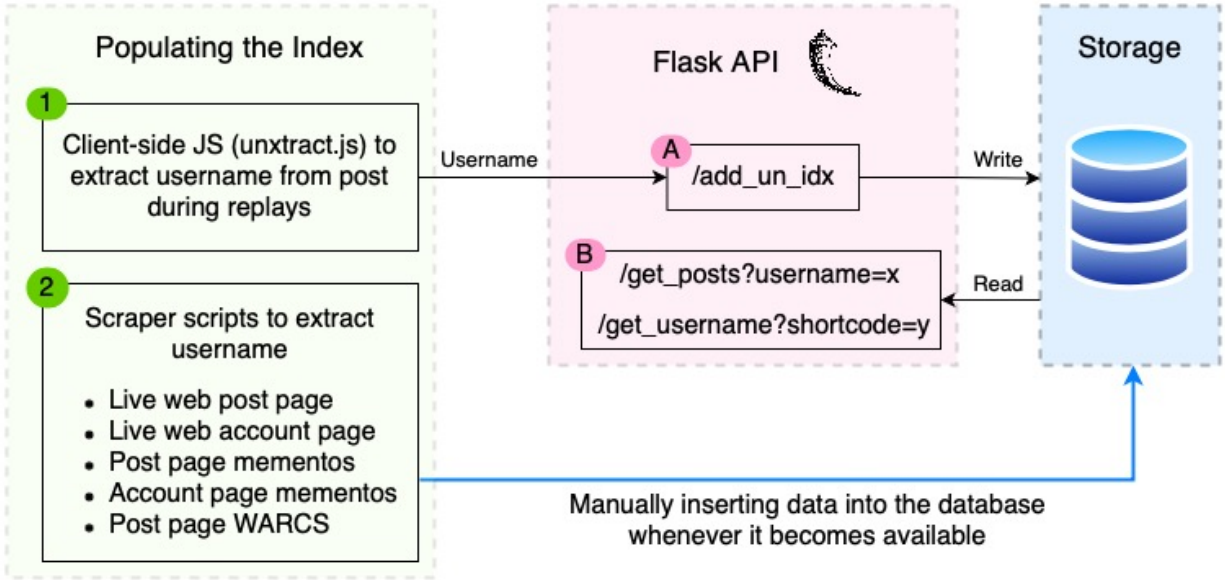 Populating the Index
1
Client-side JS (unxtract.js) to
extract username from post
during replays
2
Scraper scripts to extract
username
• Live web post page
• Live web account page
• Post page mementos
• Account page mementos
• Post page WARCS
Username
Flask API
A
/add_un_idx
B
/get_posts?username=x
/get_username?shortcode=y
Write
Read
Storage
Manually inserting data into the database
whenever it becomes available